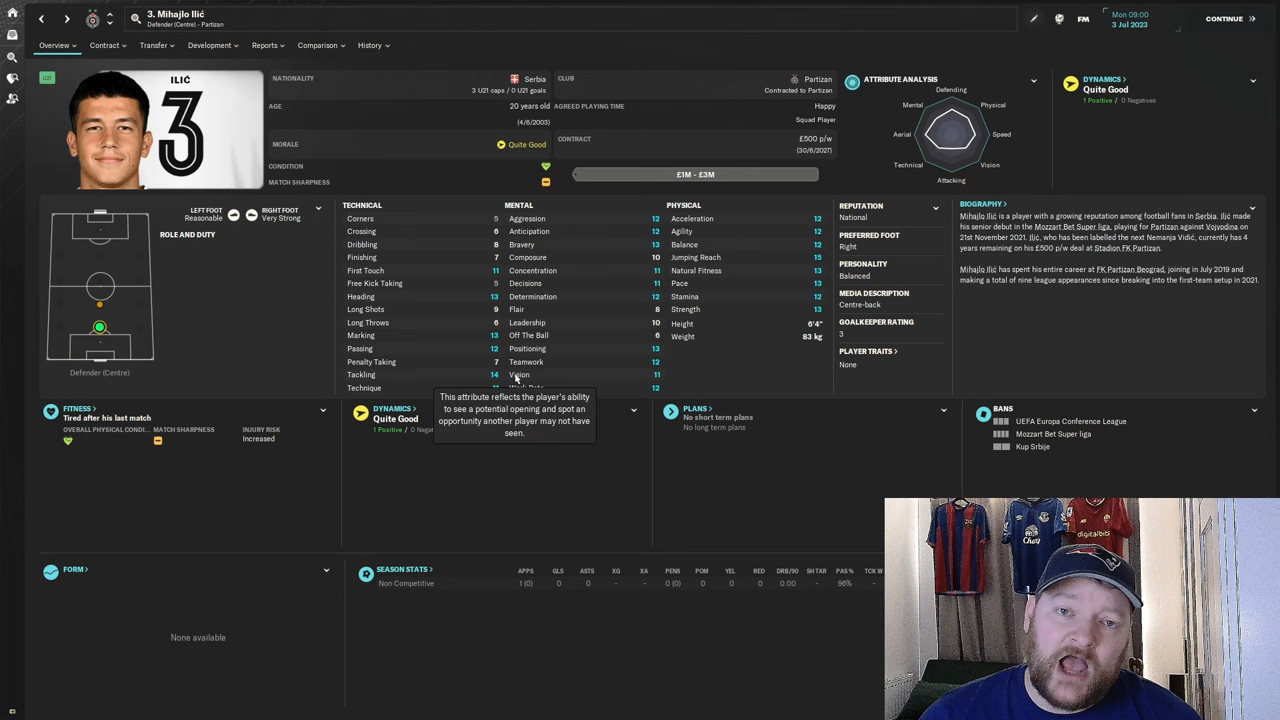 3. Mihajlo Ilić
Defender (Centre) - Partizan
FM
Mon 09:00
3 Jul 2023
CONTINUE
Overview
Contract
Transfer
Development
Reports
Comparison
History
U21
ILIĆ
3
NATIONALITY
Serbia
3 U21 caps / 0 U21 goals
AGE
20 years old
(4/6/2003)
MORALE
Quite Good
CONDITION
MATCH SHARPNESS
CLUB
Partizan
Contracted to Partizan
AGREED PLAYING TIME
Happy
Squad Player
CONTRACT
£500 p/w
(30/6/2027)
£1M - £3M
ATTRIBUTE ANALYSIS
Defending
Physical
Speed
Vision
Attacking
Technical
Aerial
Mental
DYNAMICS
Quite Good
1 Positive / 0 Negatives
LEFT FOOT
Reasonable
RIGHT FOOT
Very Strong
ROLE AND DUTY
Defender (Centre)
TECHNICAL
Corners 5
Crossing 6
Dribbling 8
Finishing 7
First Touch 11
Free Kick Taking 5
Heading 13
Long Shots 9
Long Throws 6
Marking 13
Passing 12
Penalty Taking 7
Tackling 14
Technique
MENTAL
Aggression 12
Anticipation 12
Bravery 13
Composure 10
Concentration 11
Decisions 11
Determination 12
Flair 8
Leadership 10
Off The Ball 6
Positioning 13
Teamwork 12
Vision 11
12
PHYSICAL
Acceleration 12
Agility 12
Balance 12
Jumping Reach 15
Natural Fitness 13
Pace 13
Stamina 12
Strength 13
Height 6'4"
Weight 83 kg
REPUTATION
National
PREFERRED FOOT
Right
PERSONALITY
Balanced
MEDIA DESCRIPTION
Centre-back
GOALKEEPER RATING
3
PLAYER TRAITS
None
BIOGRAPHY
Mihajlo Ilić is a player with a growing reputation among football fans in Serbia. Ilić made
his senior debut in the Mozzart Bet Super liga, playing for Partizan against Vojvodina on
21st November 2021. Ilić, who has been labelled the next Nemanja Vidić, currently has 4
years remaining on his £500 p/w deal at Stadion FK Partizan.
Mihajlo Ilić has spent his entire career at FK Partizan Beograd, joining in July 2019 and
making a total of nine league appearances since breaking into the first-team setup in 2021.
This attribute reflects the player's ability
to see a potential opening and spot an
opportunity another player may not have
seen.
FITNESS
Tired after his last match
OVERALL PHYSICAL CONDI...
MATCH SHARPNESS
INJURY RISK
Increased
DYNAMICS
Quite Good
1 Positive / 0 Negat
PLANS
No short term plans
No long term plans
BANS
UEFA Europa Conference League
Mozzart Bet Super liga
Kup Srbije
FORM
None available
SEASON STATS
APPS GLS ASTS XG XA PENS POM YEL RED DRB/90 SH TAR PAS % TCK W
Non Competitive 1 (0) 0 0 - - 0 (0) 0 0 0 0.00 - 96% -
Chang
digitalbits